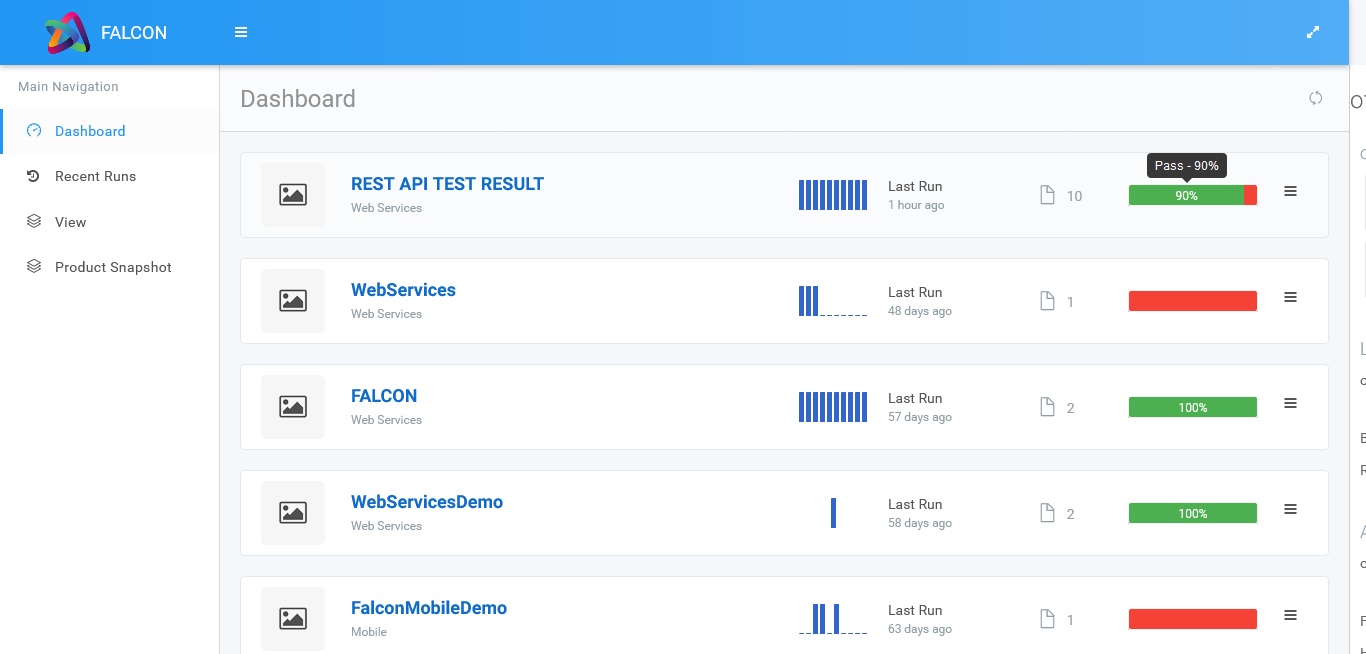 FALCON
Main Navigation
Dashboard
Recent Runs
View
Product Snapshot
Dashboard
REST API TEST RESULT
Web Services
Last Run
1 hour ago
10
Pass - 90%
90%
WebServices
Web Services
Last Run
48 days ago
1
FALCON
Web Services
Last Run
57 days ago
2
100%
WebServicesDemo
Web Services
Last Run
58 days ago
2
100%
FalconMobileDemo
Mobile
Last Run
63 days ago
1